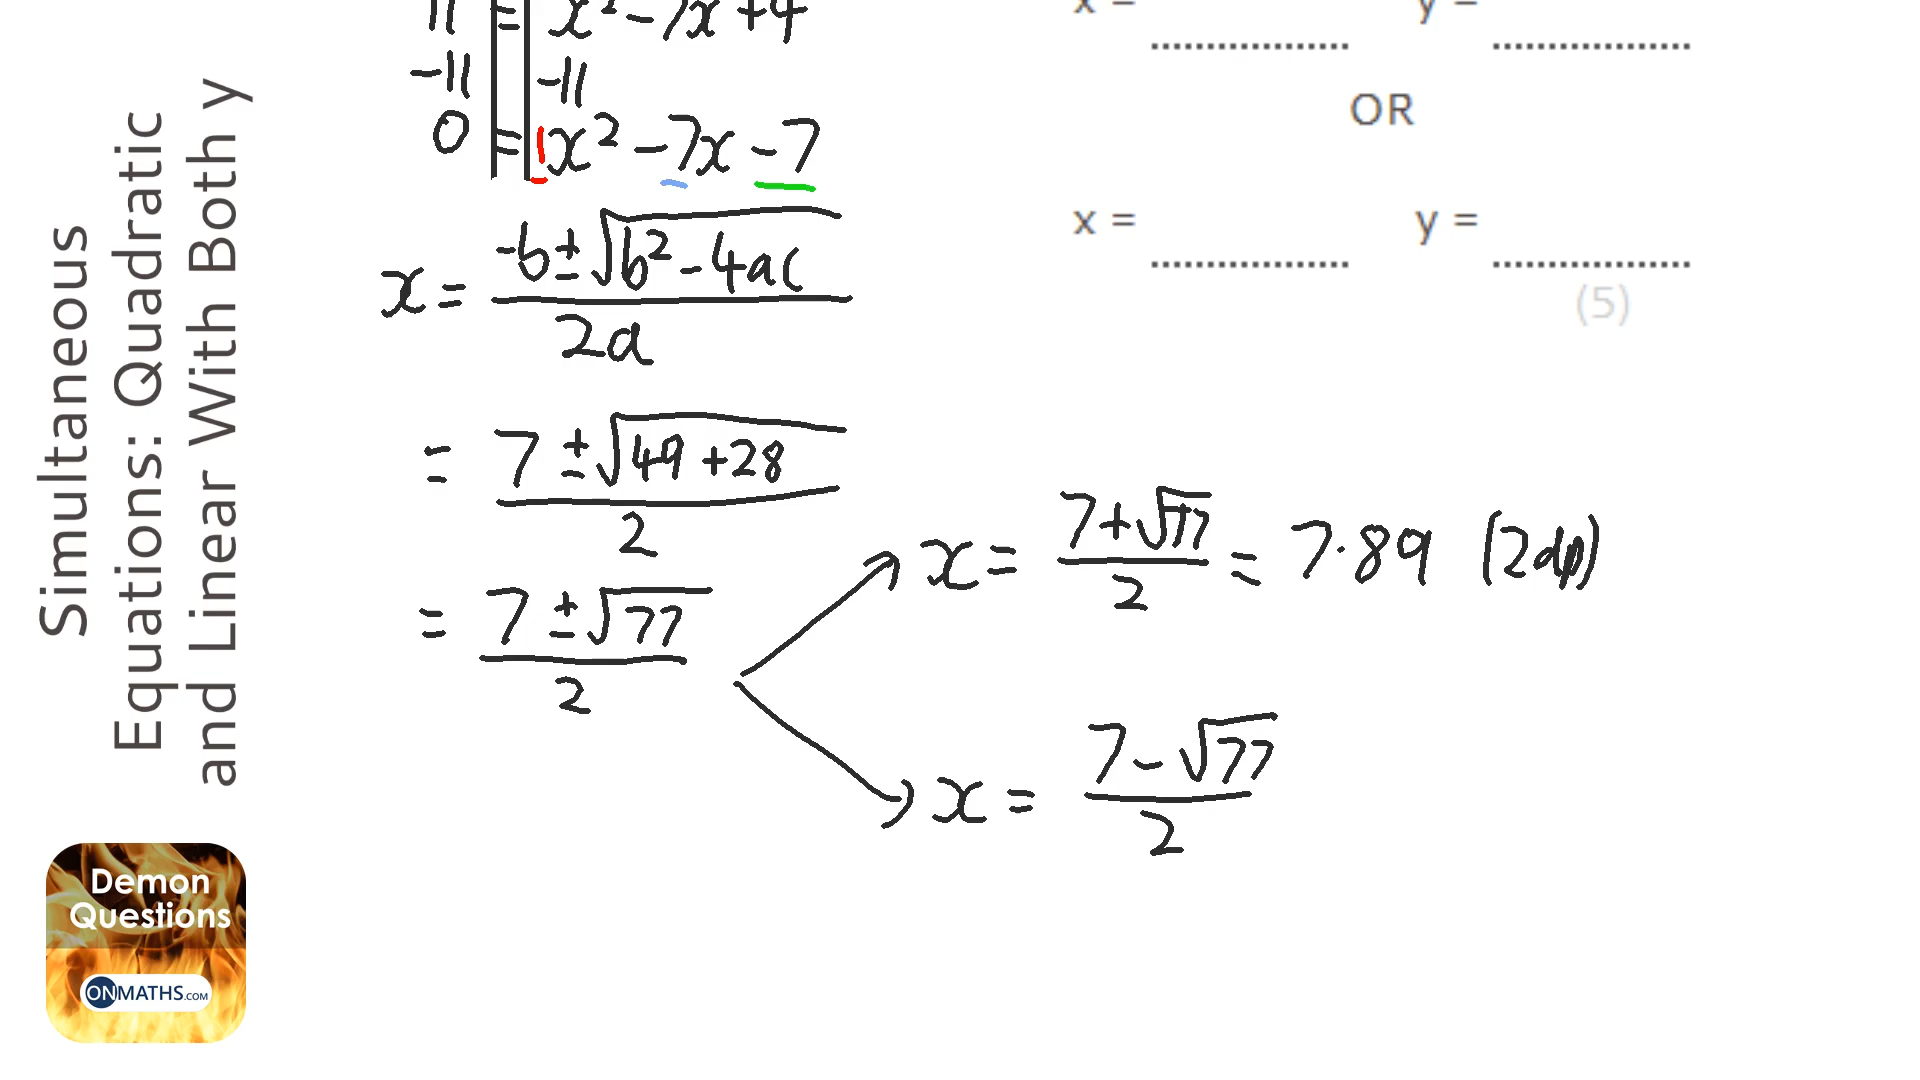 Simultaneous
Equations: Quadratic
and Linear With Both y
11 = x² - 7x + 4
-11 -11
0 = 1x² - 7x - 7
x = (-b ± √(b² - 4ac)) / 2a
= (7 ± √(49 + 28)) / 2
= (7 ± √77) / 2
x = (7 + √77) / 2 = 7.89 (2dp)
x = (7 - √77) / 2
x = ................... y = ...................
OR
x = ................... y = ...................
(5)
Demon
Questions
ONMATHS.COM